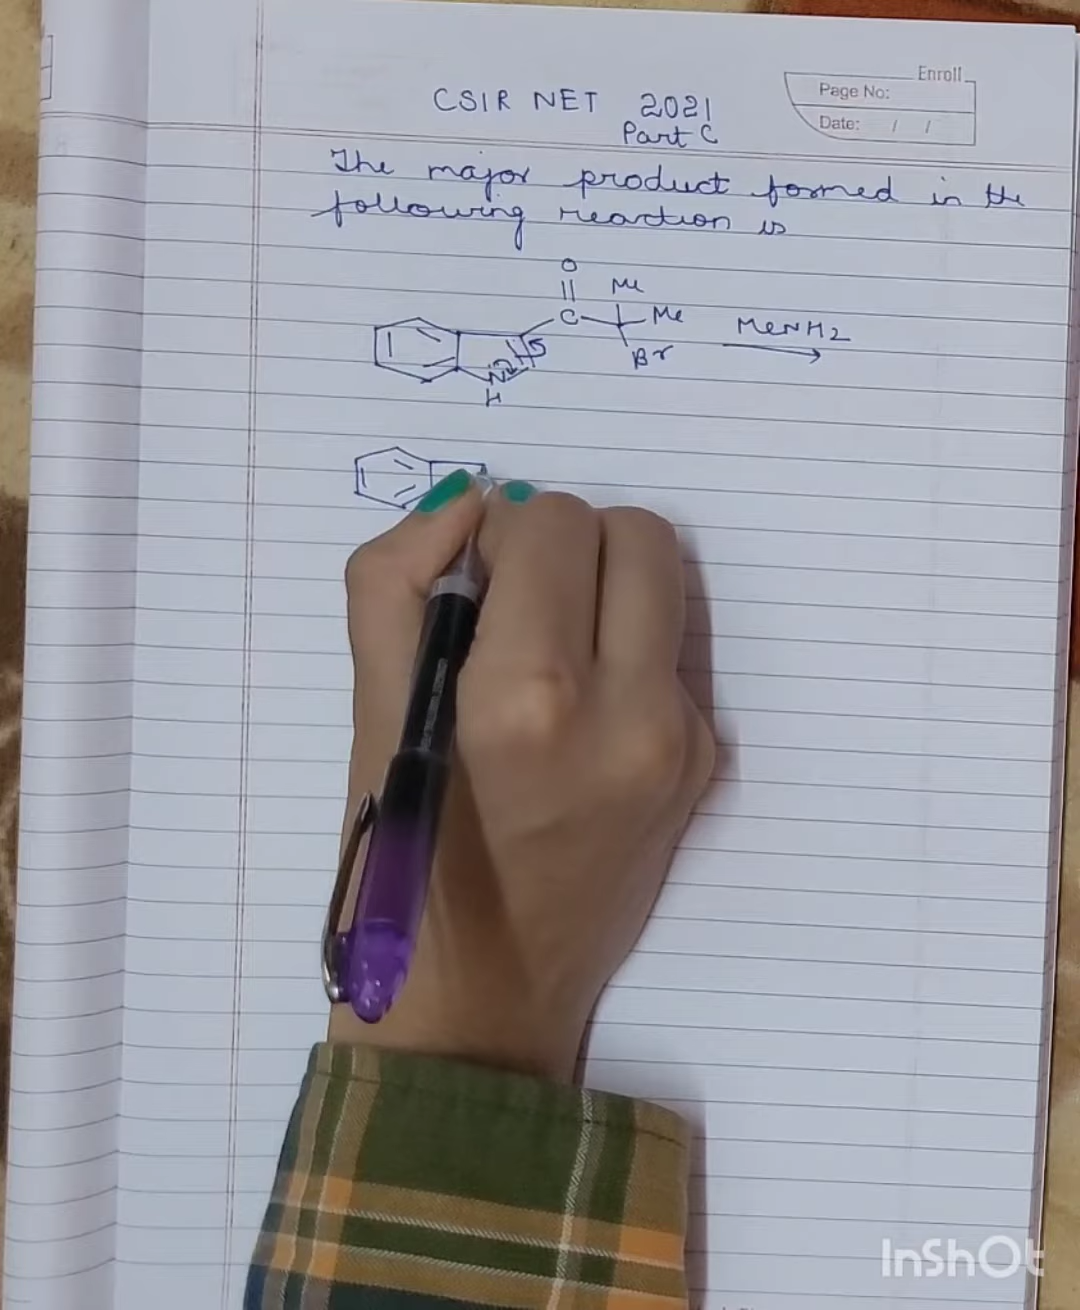 Enroll
Page No:
Date: / /
CSIR NET 2021
Part C
The major product formed in the
following reaction is
O
Me
C
Me
MeNH2
Br
N
H
InShOt